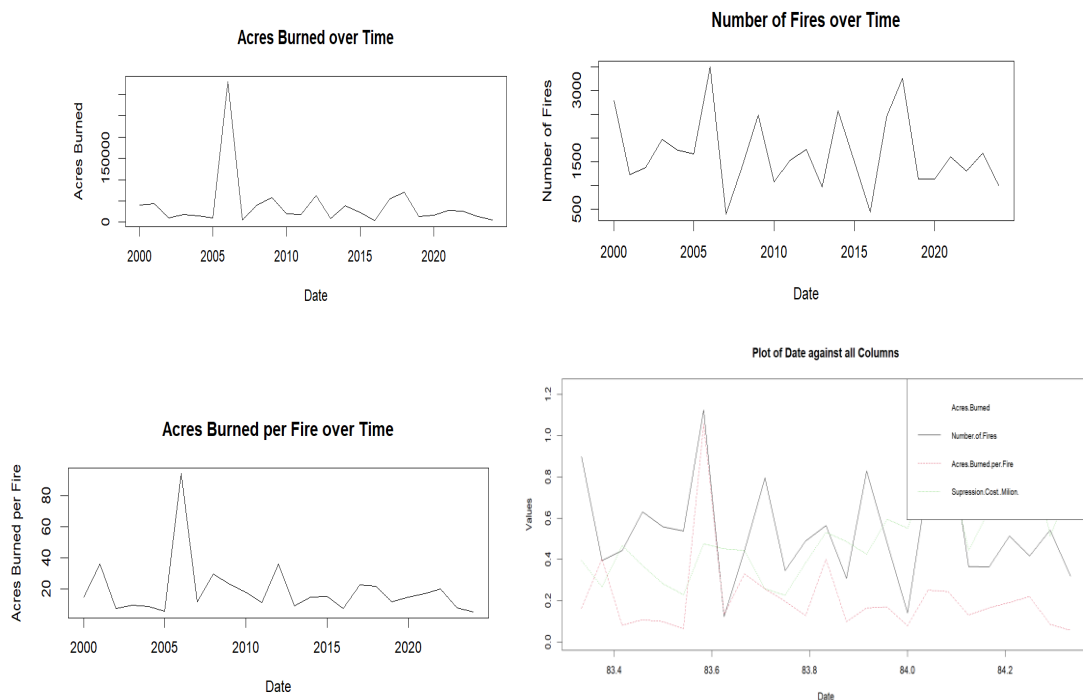 Acres Burned over Time
Acres Burned
0
150000
2000 2005 2010 2015 2020
Date
Number of Fires over Time
Number of Fires
500 1500 3000
2000 2005 2010 2015 2020
Date
Acres Burned per Fire over Time
Acres Burned per Fire
20 40 60 80
2000 2005 2010 2015 2020
Date
Plot of Date against all Columns
Values
0.0 0.2 0.4 0.6 0.8 1.0 1.2
Acres.Burned
Number.of.Fires
Acres.Burned.per.Fire
Supression.Cost..Milion.
83.4 83.6 83.8 84.0 84.2
Date